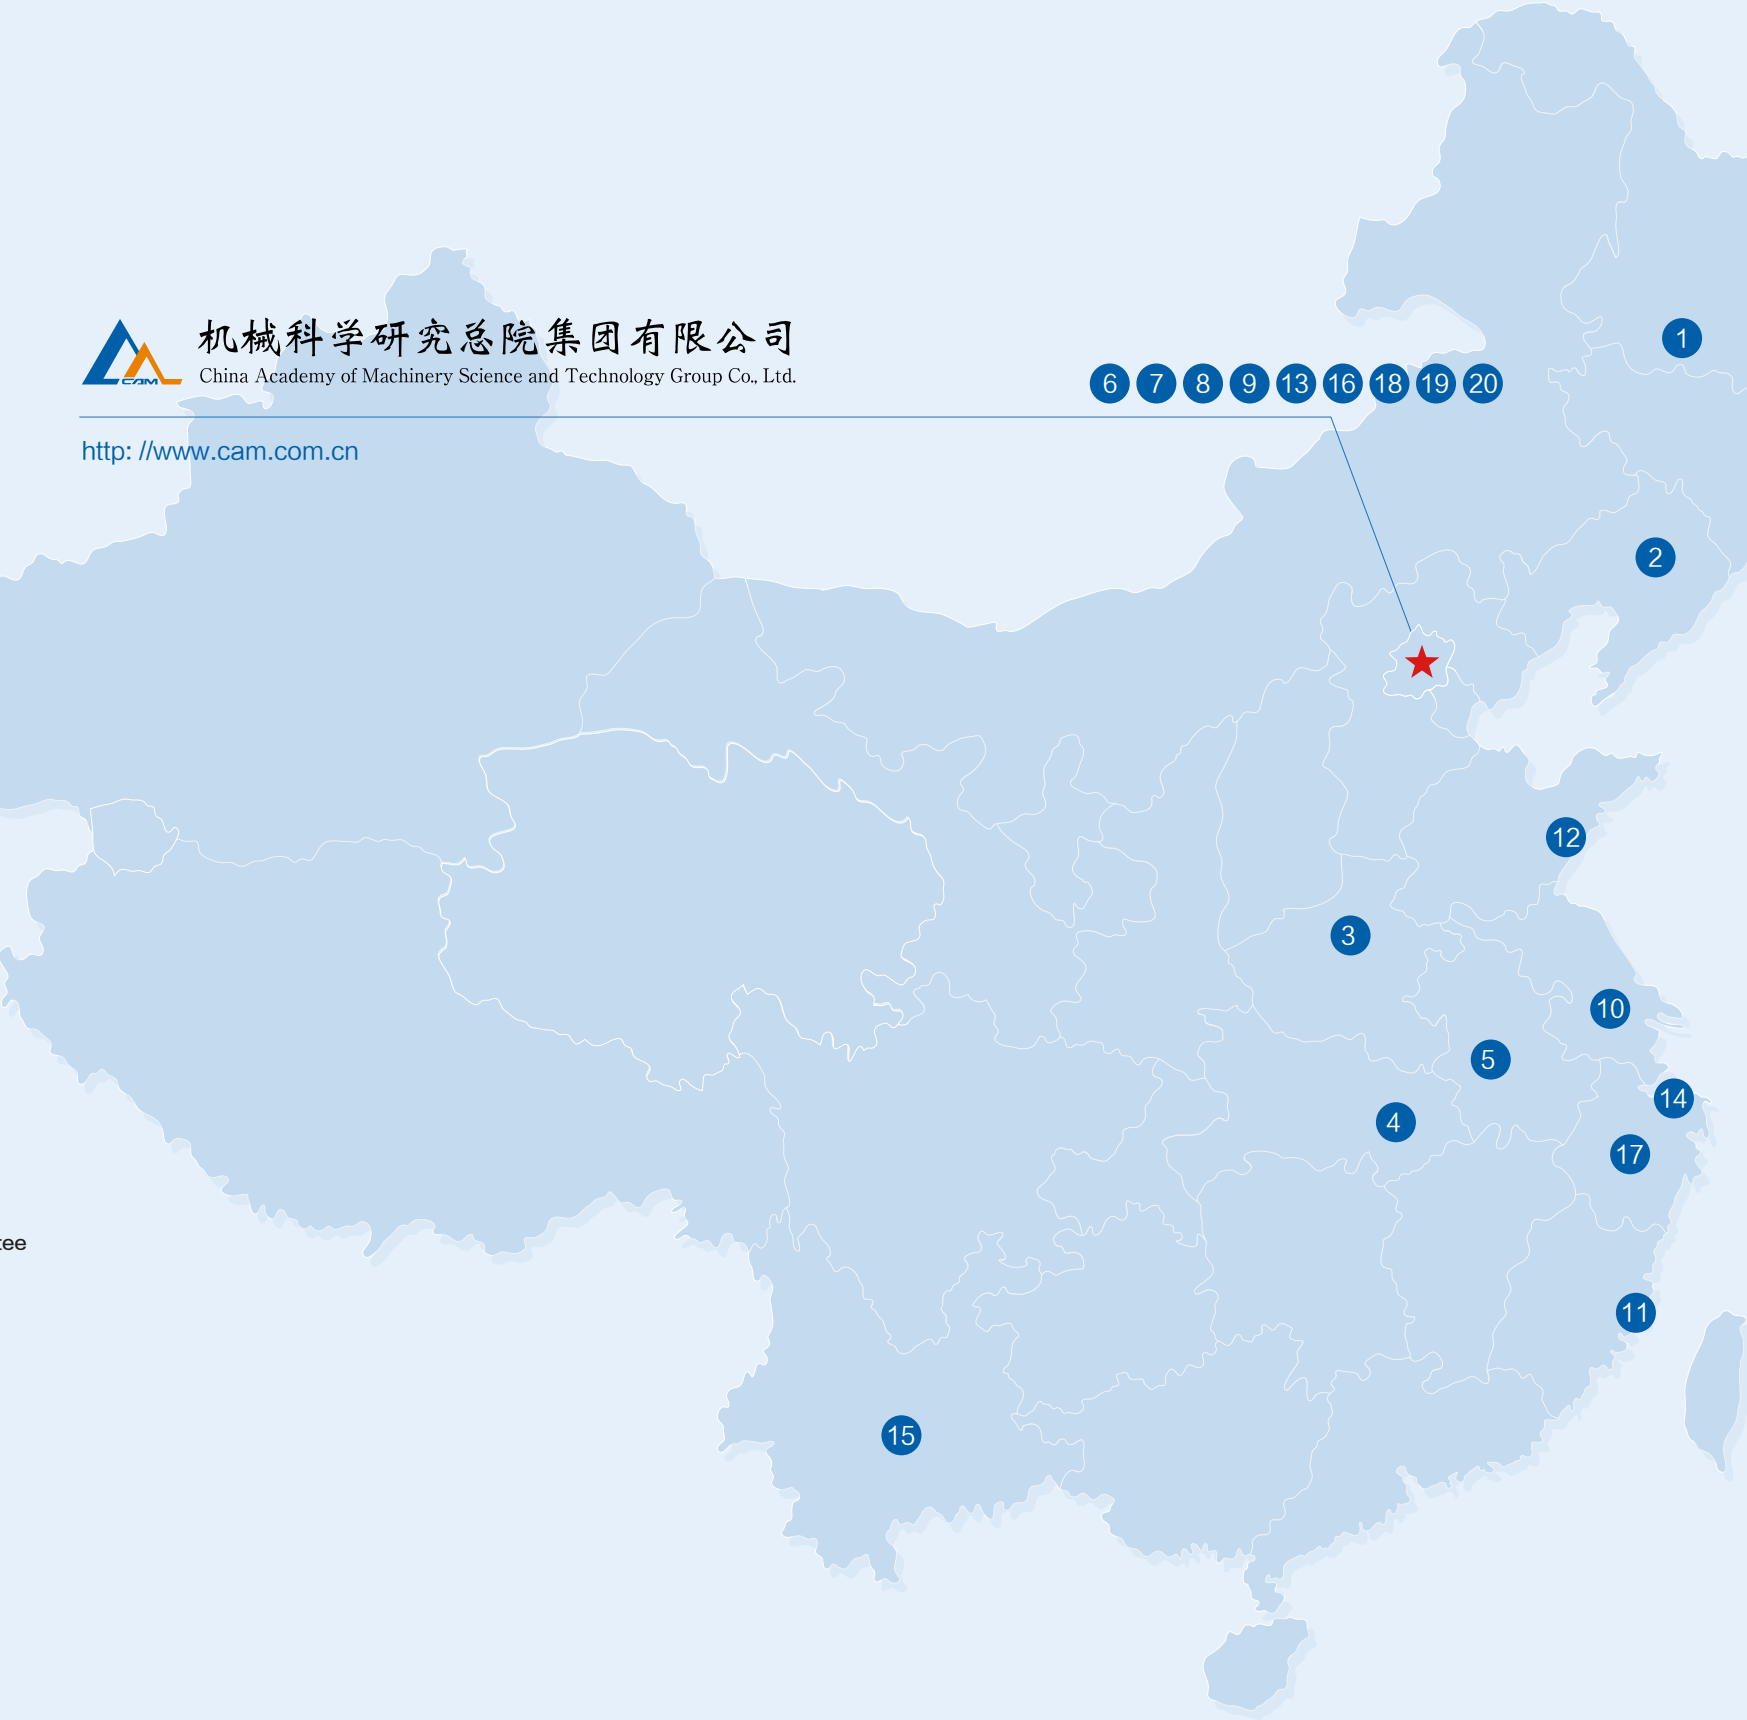 机械科学研究总院集团有限公司
CAM
China Academy of Machinery Science and Technology Group Co., Ltd.
http: //www.cam.com.cn
1
6 7 8 9 13 16 18 19 20
2
12
3
10
5
14
4
17
tee
11
15